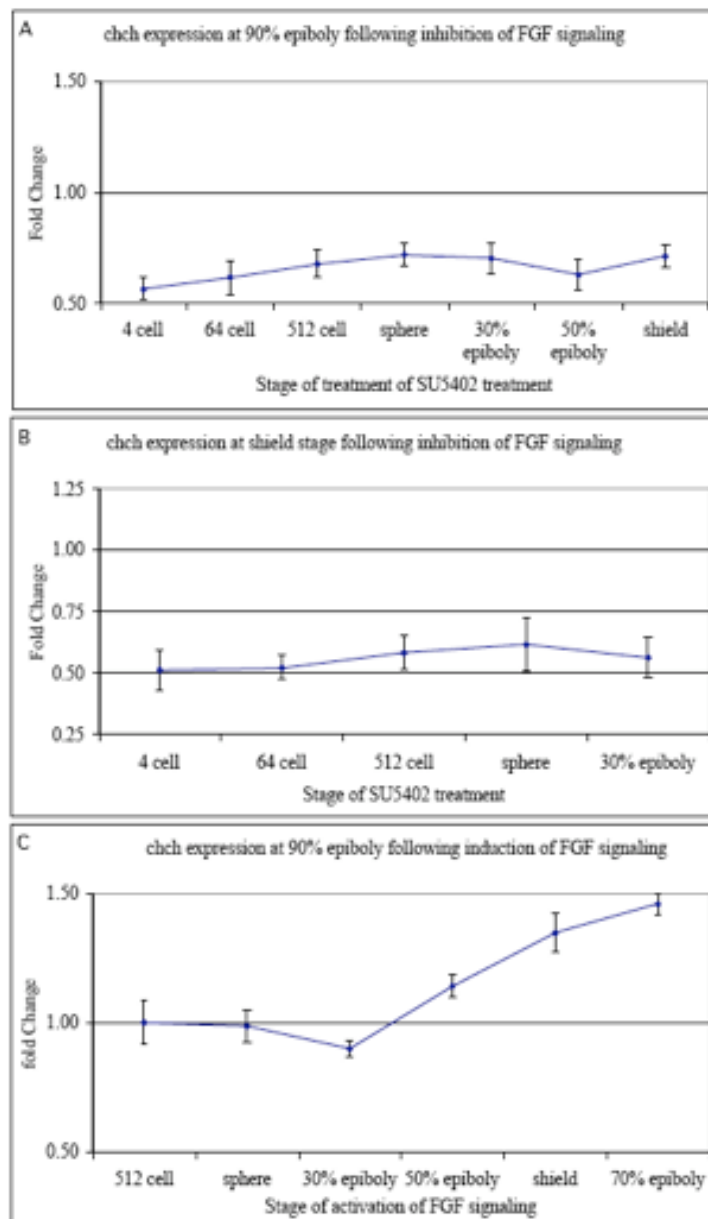 A
chch expression at 90% epiboly following inhibition of FGF signaling
1.50
1.00
0.50
Fold Change
4 cell 64 cell 512 cell sphere 30% epiboly 50% epiboly shield
Stage of treatment of SU5402 treatment
B
chch expression at shield stage following inhibition of FGF signaling
1.25
1.00
0.75
0.50
0.25
Fold Change
4 cell 64 cell 512 cell sphere 30% epiboly
Stage of SU5402 treatment
C
chch expression at 90% epiboly following induction of FGF signaling
1.50
1.00
0.50
fold Change
512 cell sphere 30% epiboly 50% epiboly shield 70% epiboly
Stage of activation of FGF signaling